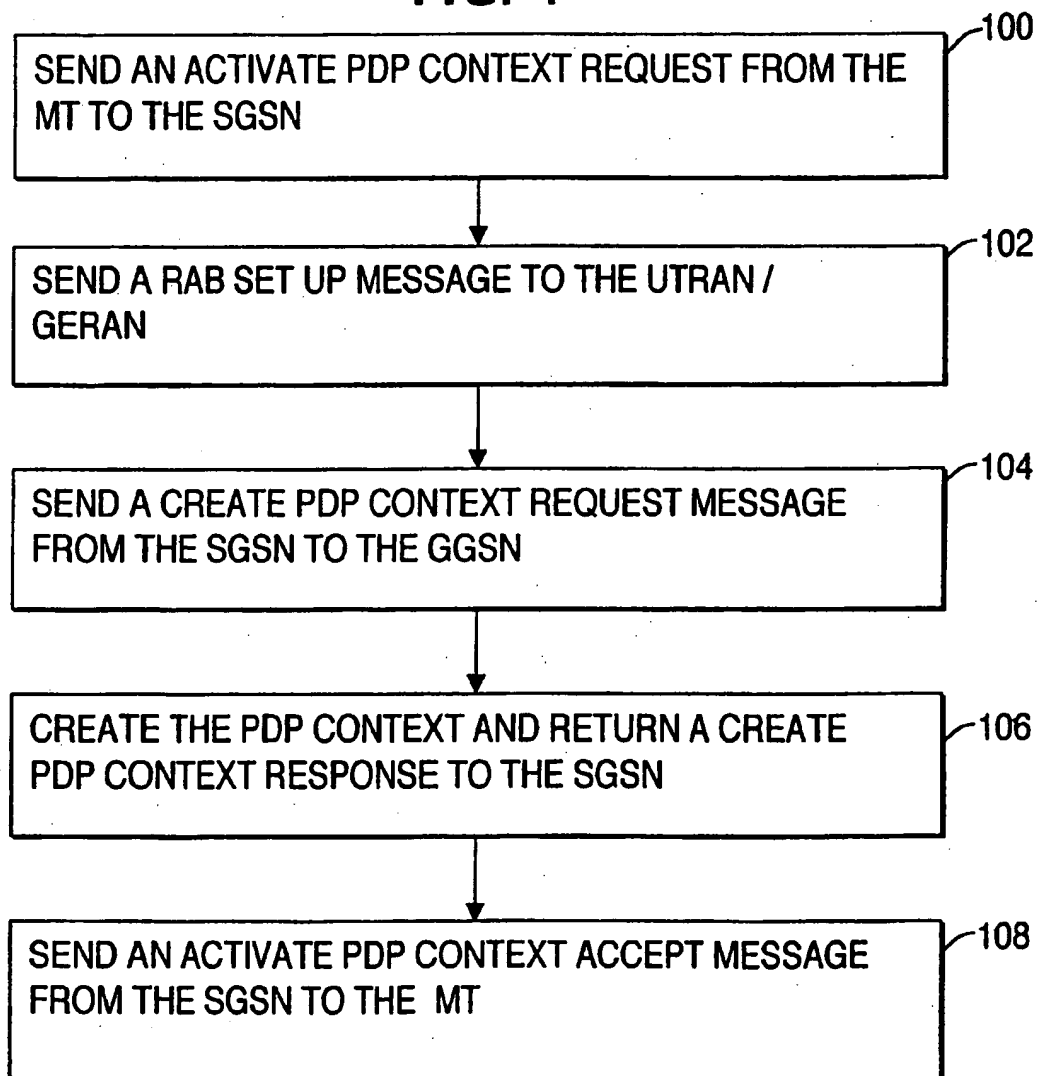 100
SEND AN ACTIVATE PDP CONTEXT REQUEST FROM THE
MT TO THE SGSN
102
SEND A RAB SET UP MESSAGE TO THE UTRAN /
GERAN
104
SEND A CREATE PDP CONTEXT REQUEST MESSAGE
FROM THE SGSN TO THE GGSN
106
CREATE THE PDP CONTEXT AND RETURN A CREATE
PDP CONTEXT RESPONSE TO THE SGSN
108
SEND AN ACTIVATE PDP CONTEXT ACCEPT MESSAGE
FROM THE SGSN TO THE MT